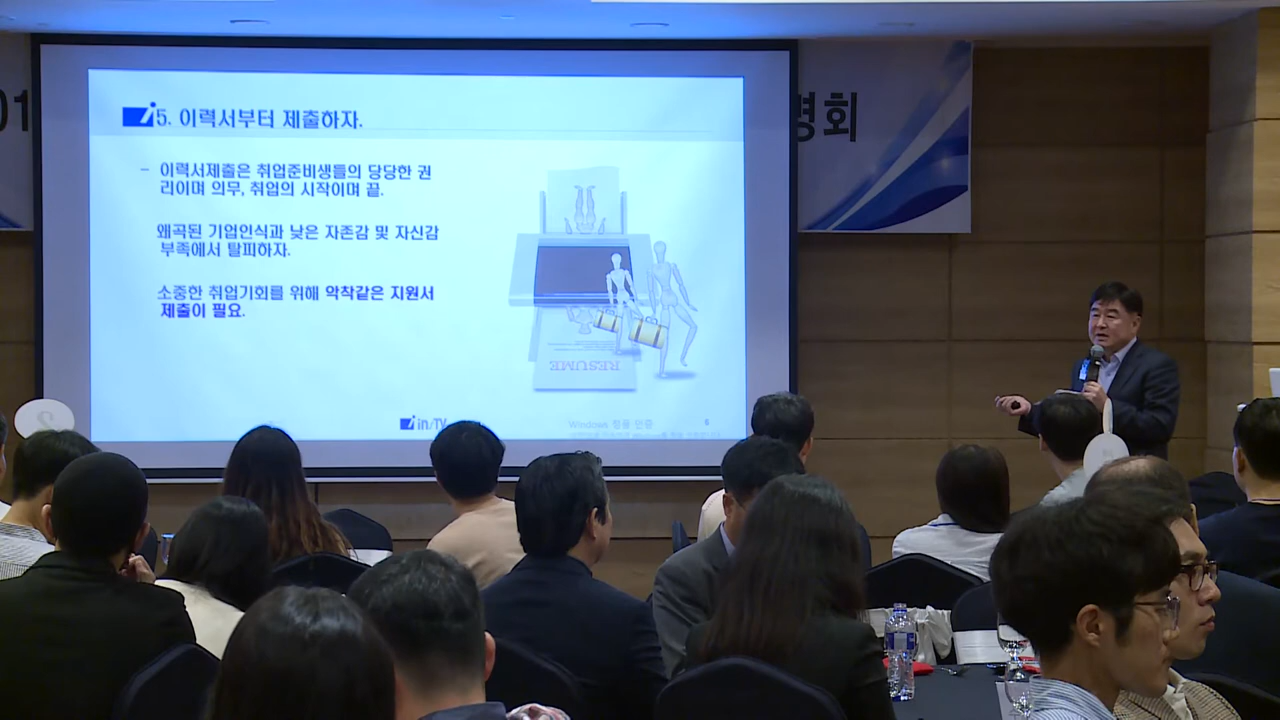 01
명회
5. 이력서부터 제출하자.
- 이력서제출은 취업준비생들의 당당한 권
리이며 의무, 취업의 시작이며 끝.
왜곡된 기업인식과 낮은 자존감 및 자신감
부족에서 탈피하자.
소중한 취업기회를 위해 악착같은 지원서
제출이 필요.
RESUME
in/TV
Windows 정품 인증
6
2